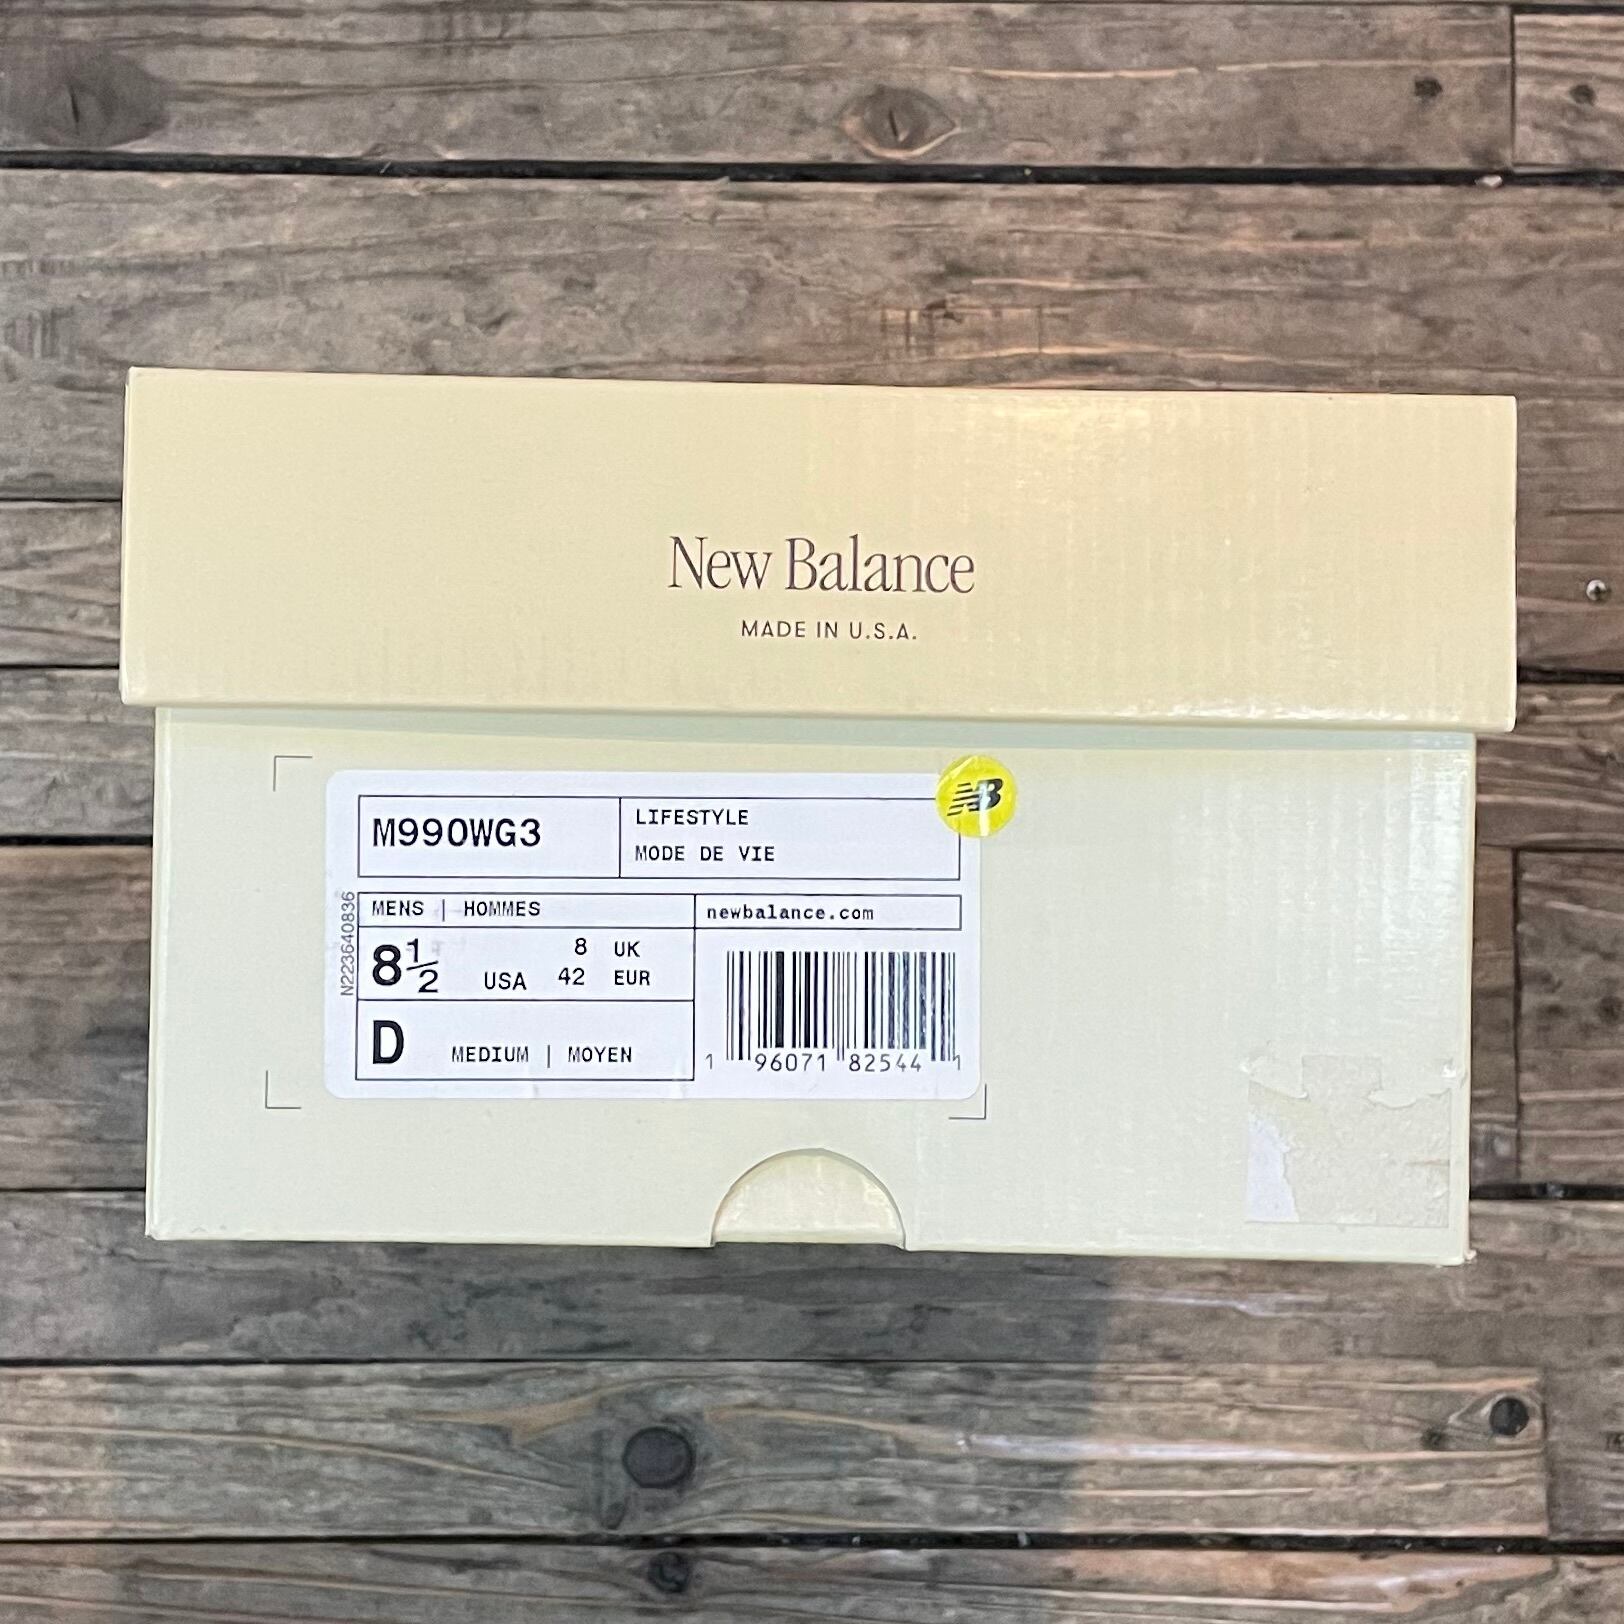 New Balance
MADE IN U.S.A.
NB
M990WG3
LIFESTYLE
MODE DE VIE
N223640836
MENS | HOMMES
newbalance.com
8½ USA
8 UK
42 EUR
D MEDIUM | MOYEN
1 96071 82544 1